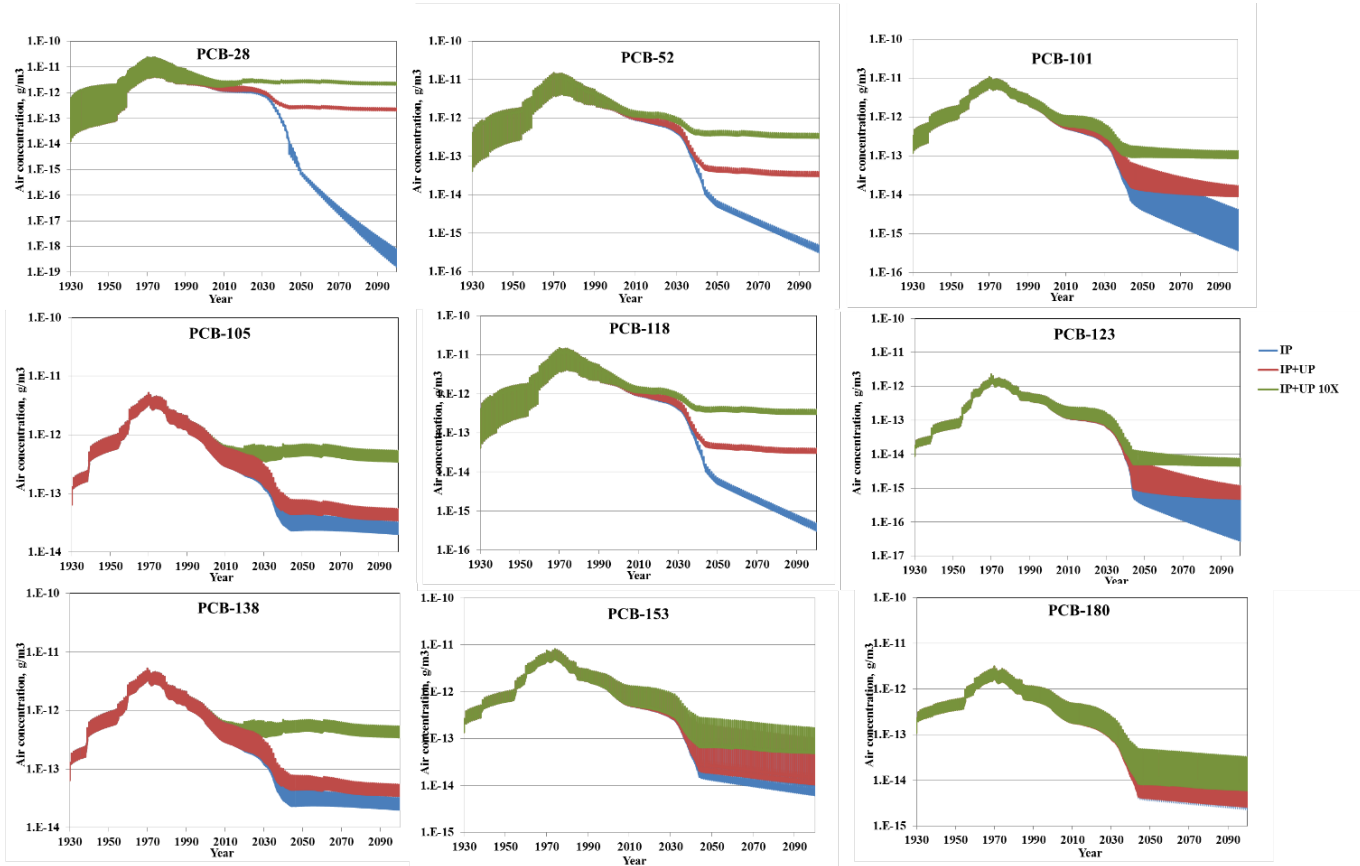 PCB-28
Air concentration, g/m3
1.E-10
1.E-11
1.E-12
1.E-13
1.E-14
1.E-15
1.E-16
1.E-17
1.E-18
1.E-19
1930 1950 1970 1990 2010 2030 2050 2070 2090
Year
PCB-52
Air concentration, g/m3
1.E-10
1.E-11
1.E-12
1.E-13
1.E-14
1.E-15
1.E-16
1930 1950 1970 1990 2010 2030 2050 2070 2090
Year
PCB-101
Air concentration, g/m3
1.E-10
1.E-11
1.E-12
1.E-13
1.E-14
1.E-15
1.E-16
1930 1950 1970 1990 2010 2030 2050 2070 2090
Year
PCB-105
Air concentration, g/m3
1.E-10
1.E-11
1.E-12
1.E-13
1.E-14
1930 1950 1970 1990 2010 2030 2050 2070 2090
Year
PCB-118
Air concentration, g/m3
1.E-10
1.E-11
1.E-12
1.E-13
1.E-14
1.E-15
1.E-16
1930 1950 1970 1990 2010 2030 2050 2070 2090
Year
PCB-123
Air concentration, g/m3
1.E-10
1.E-11
1.E-12
1.E-13
1.E-14
1.E-15
1.E-16
1.E-17
1930 1950 1970 1990 2010 2030 2050 2070 2090
Year
IP
IP+UP
IP+UP 10X
PCB-138
Air concentration, g/m3
1.E-10
1.E-11
1.E-12
1.E-13
1.E-14
1930 1950 1970 1990 2010 2030 2050 2070 2090
Year
PCB-153
Air concentration, g/m3
1.E-10
1.E-11
1.E-12
1.E-13
1.E-14
1.E-15
1930 1950 1970 1990 2010 2030 2050 2070 2090
Year
PCB-180
Air concentration, g/m3
1.E-10
1.E-11
1.E-12
1.E-13
1.E-14
1.E-15
1930 1950 1970 1990 2010 2030 2050 2070 2090
Year